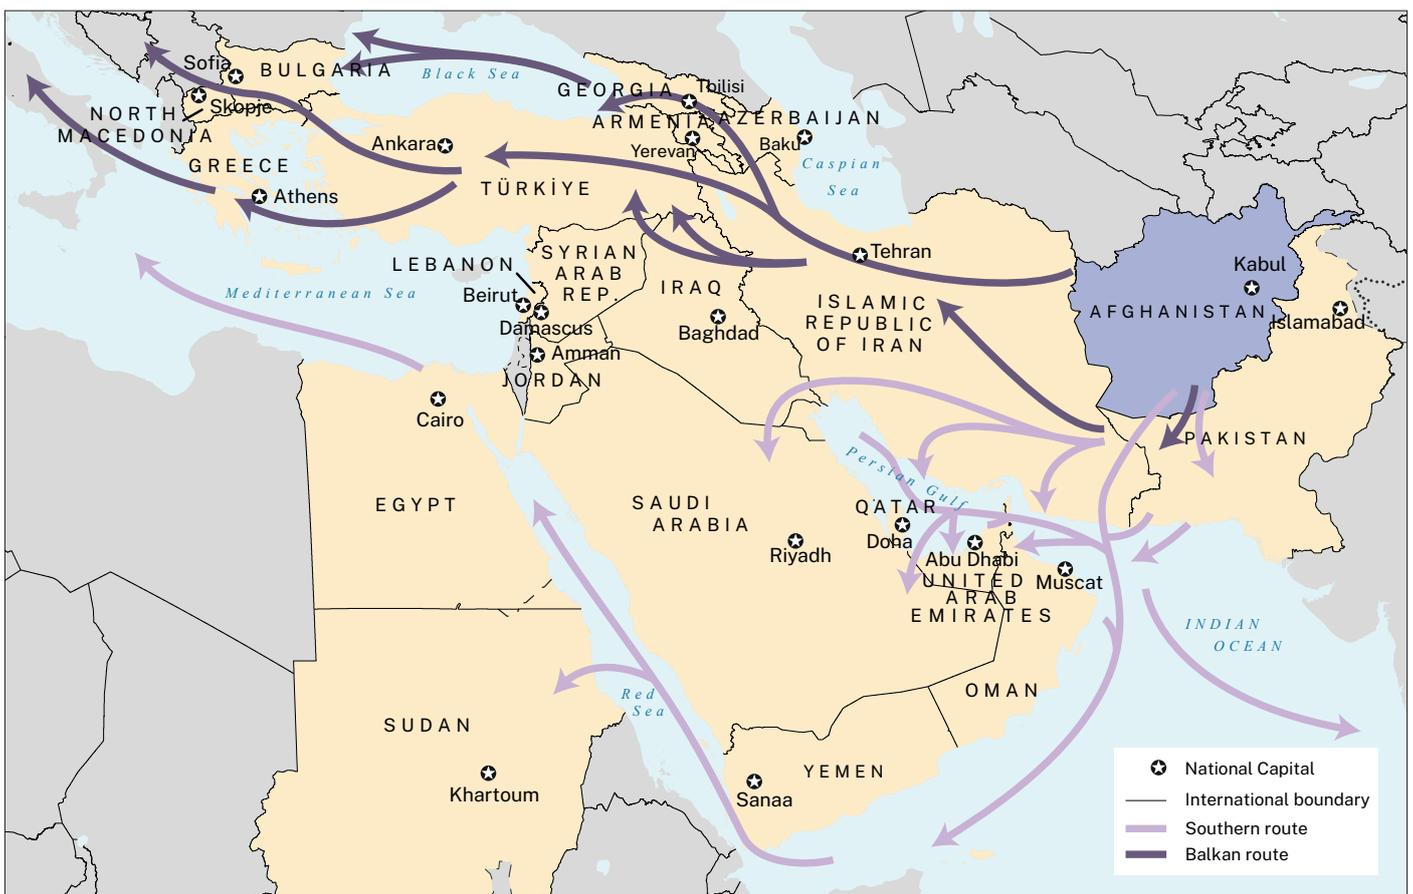 Sofia
BULGARIA
Black Sea
GEORGIA
Tbilisi
NORTH
MACEDONIA
Skopje
ARMENIA
AZERBAIJAN
Ankara
Yerevan
Baku
Caspian
Sea
GREECE
TÜRKİYE
Athens
Tehran
SYRIAN
ARAB
REP.
LEBANON
Kabul
Mediterranean Sea
Beirut
IRAQ
ISLAMIC
REPUBLIC
OF IRAN
AFGHANISTAN
Islamabad
Damascus
Baghdad
Amman
JORDAN
Cairo
PAKISTAN
Persian Gulf
EGYPT
SAUDI
ARABIA
QATAR
Doha
Riyadh
Abu Dhabi
UNITED
ARAB
EMIRATES
Muscat
INDIAN
OCEAN
Red
Sea
OMAN
SUDAN
YEMEN
Khartoum
Sanaa
National Capital
International boundary
Southern route
Balkan route